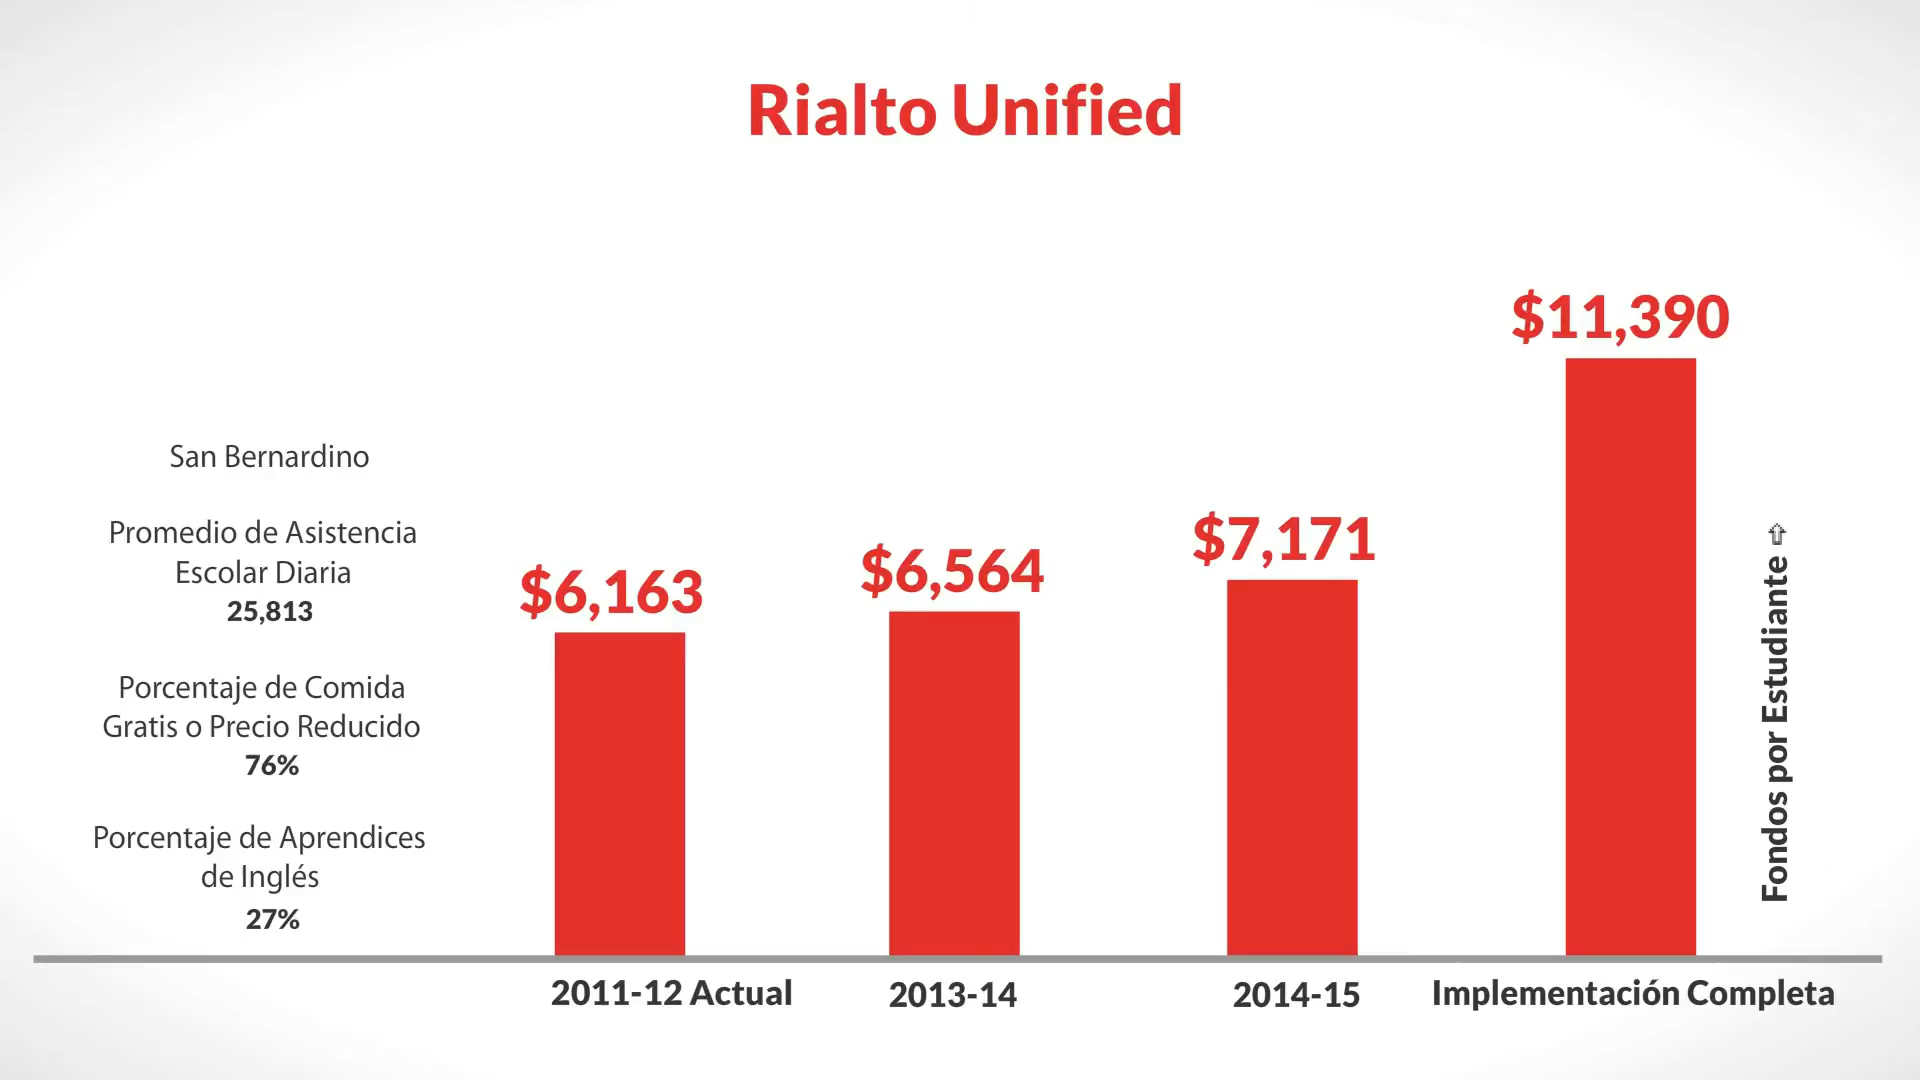 Rialto Unified
San Bernardino
Promedio de Asistencia
Escolar Diaria
25,813
Porcentaje de Comida
Gratis o Precio Reducido
76%
Porcentaje de Aprendices
de Inglés
27%
$6,163
$6,564
$7,171
$11,390
Fondos por Estudiante ⇧
2011-12 Actual
2013-14
2014-15
Implementación Completa